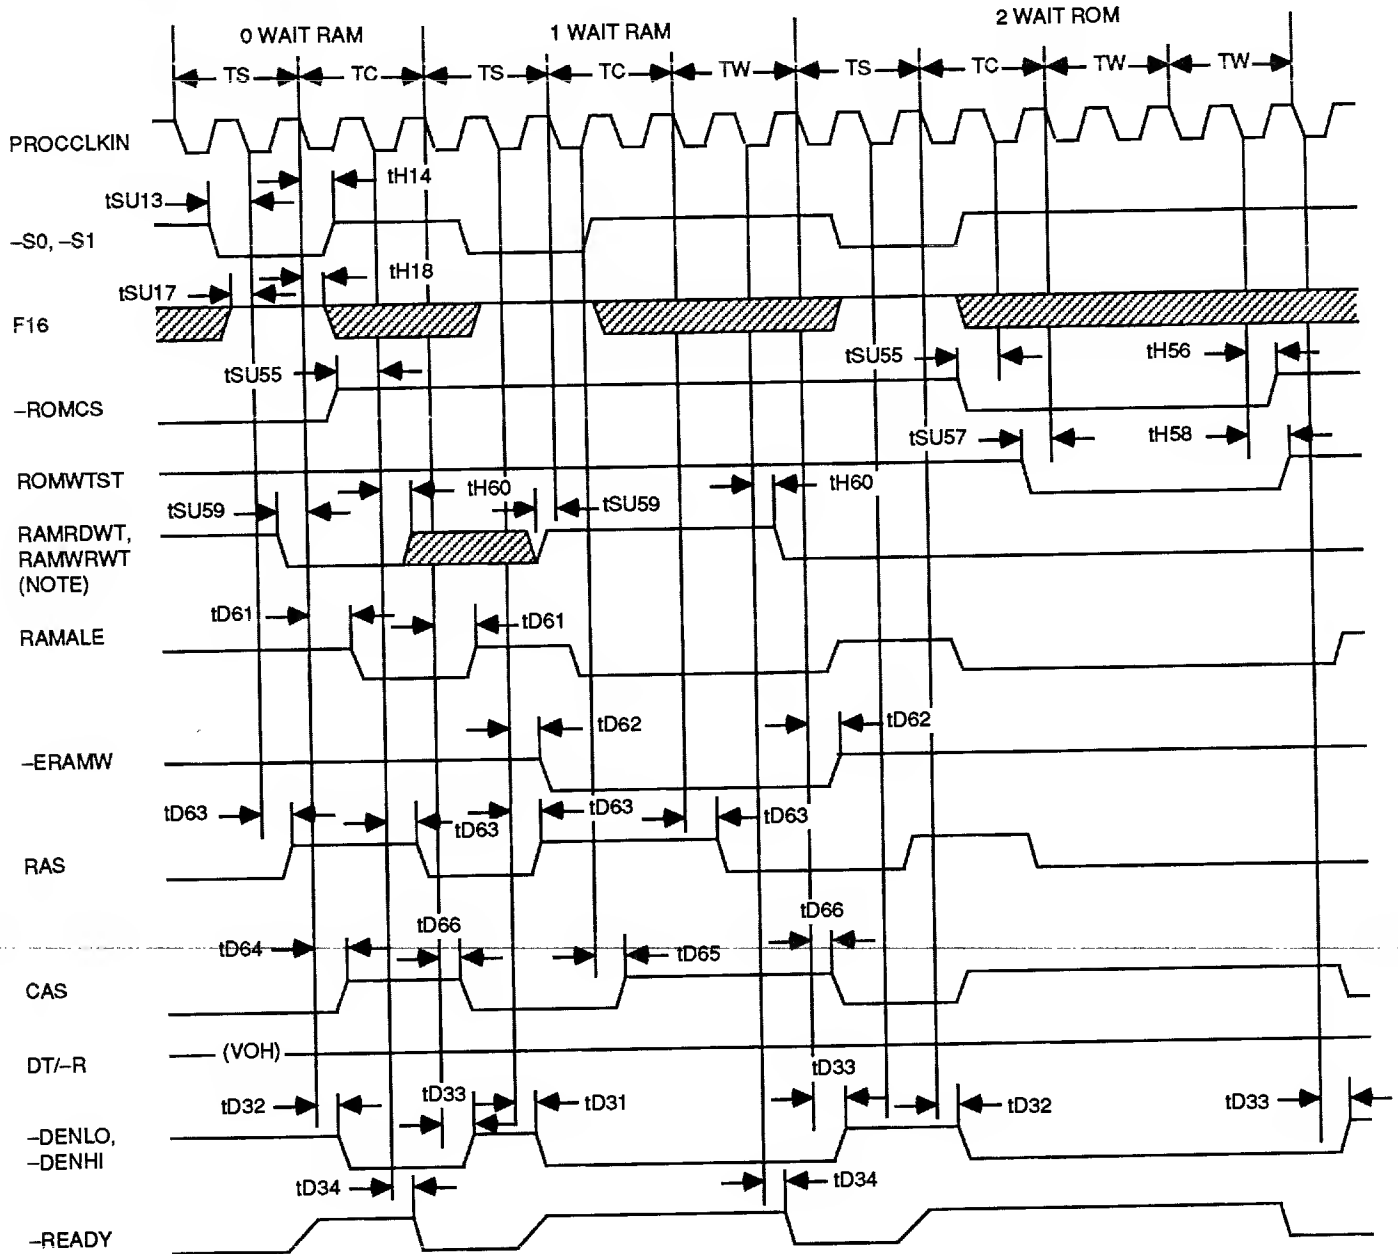 0 WAIT RAM 1 WAIT RAM 2 WAIT ROM
TS TC TS TC TW TS TC TW TW
PROCCLKIN
tH14
tSU13
–S0, –S1
tH18
tSU17
F16
tSU55 tSU55 tH56
–ROMCS
tSU57 tH58
ROMWTST
tH60 tH60
tSU59 tSU59
RAMRDWT,
RAMWRWT
(NOTE)
tD61 tD61
RAMALE
tD62 tD62
–ERAMW
tD63 tD63 tD63 tD63
RAS
tD66 tD66
tD64 tD65
CAS
(VOH)
DT/–R
tD33 tD33
tD32 tD31 tD32 tD33
–DENLO,
–DENHI
tD34 tD34
–READY